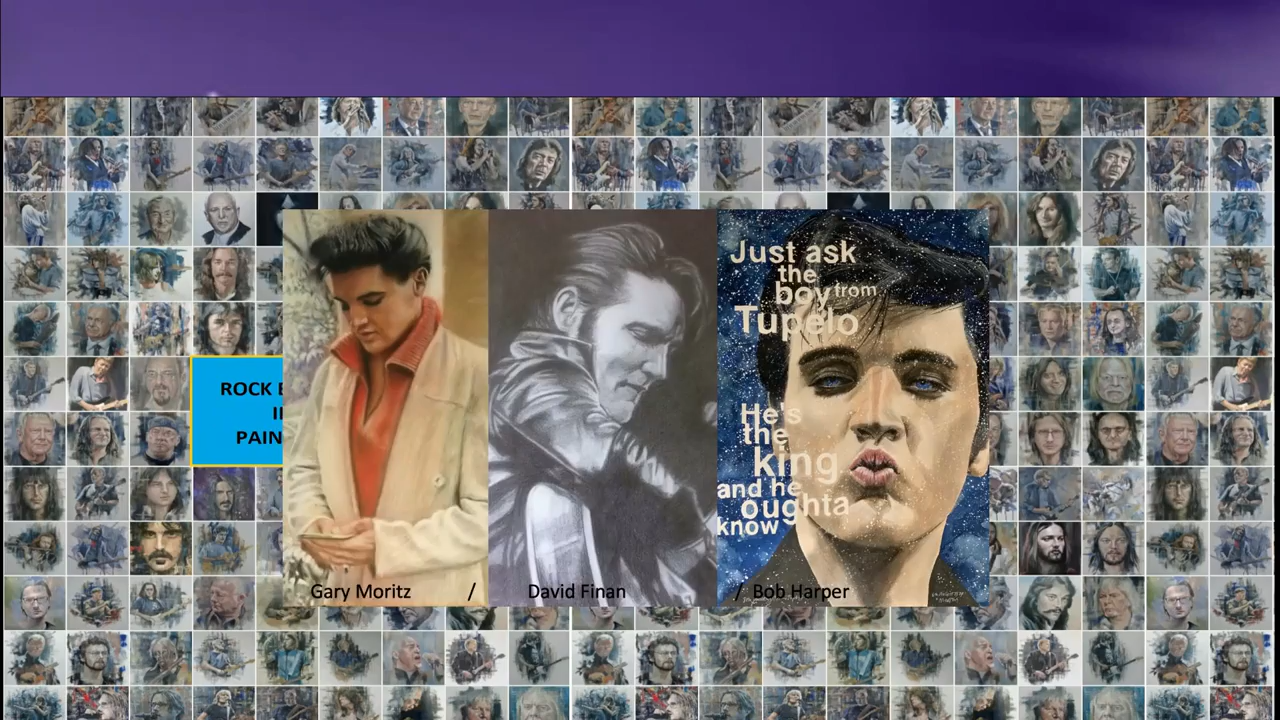 Just ask
the
boy from
Tupelo
He's
the
king
and he
oughta
know
ROCK
PAIN
Gary Moritz / David Finan / Bob Harper